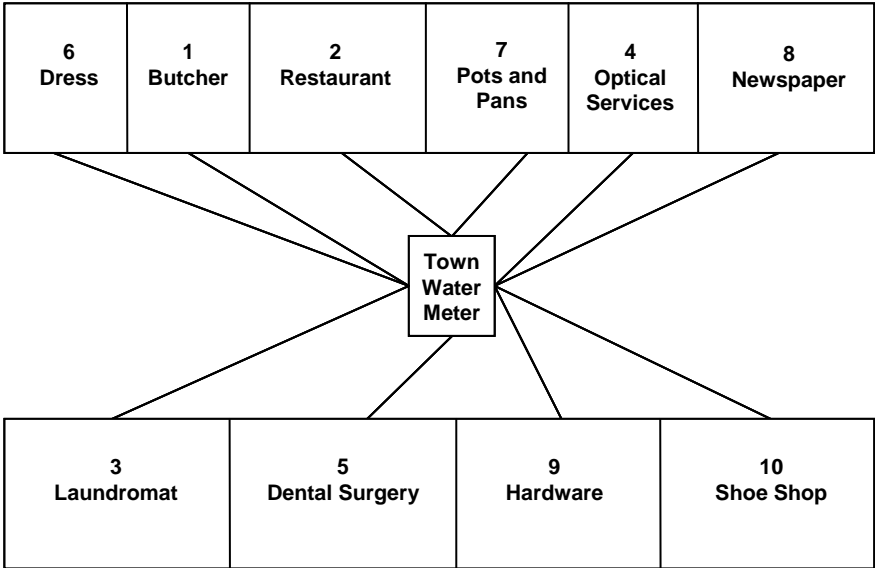 6
Dress
1
Butcher
2
Restaurant
7
Pots and
Pans
4
Optical
Services
8
Newspaper
Town
Water
Meter
3
Laundromat
5
Dental Surgery
9
Hardware
10
Shoe Shop